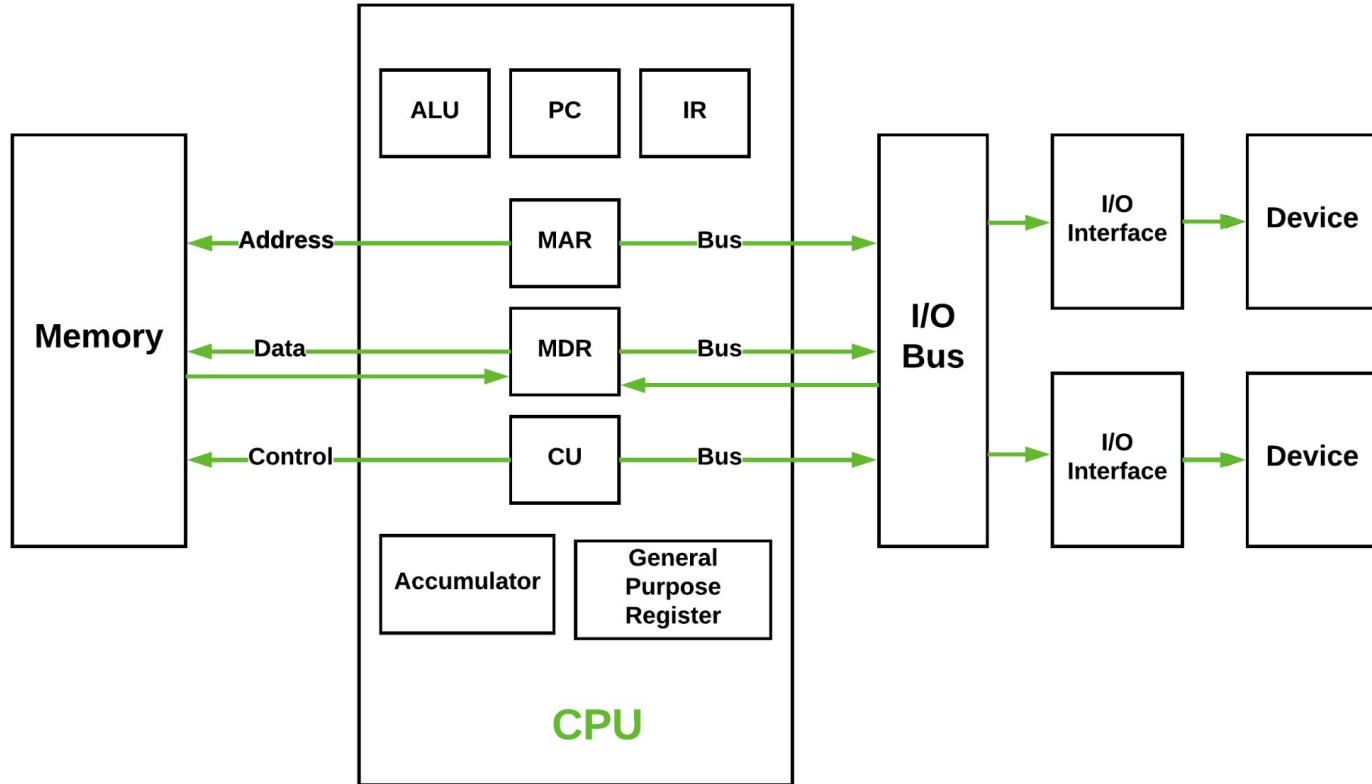 ALU
PC
IR
Memory
Address
MAR
Bus
Data
MDR
Bus
Control
CU
Bus
Accumulator
General
Purpose
Register
CPU
I/O
Bus
I/O
Interface
Device
I/O
Interface
Device